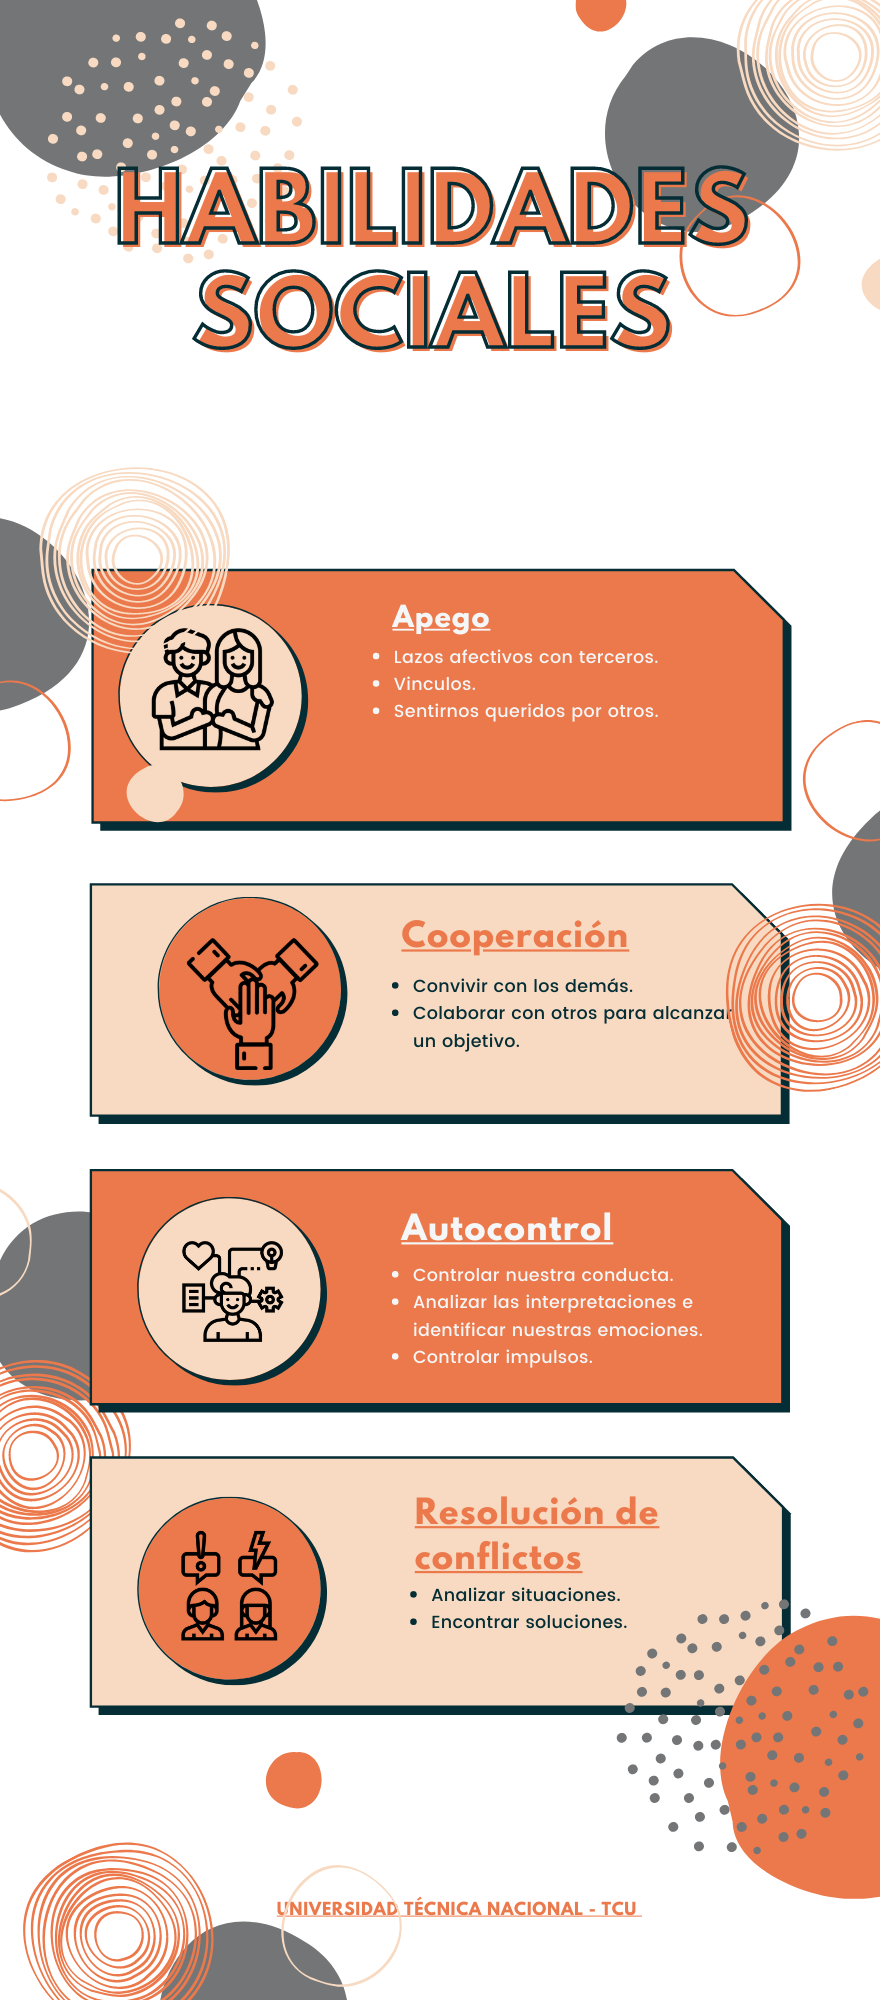 HABILIDADES
SOCIALES
Apego
• Lazos afectivos con terceros.
• Vinculos.
• Sentirnos queridos por otros.
Cooperación
• Convivir con los demás.
• Colaborar con otros para alcanzar
un objetivo.
Autocontrol
• Controlar nuestra conducta.
• Analizar las interpretaciones e
identificar nuestras emociones.
• Controlar impulsos.
Resolución de
conflictos
• Analizar situaciones.
• Encontrar soluciones.
UNIVERSIDAD TÉCNICA NACIONAL - TCU